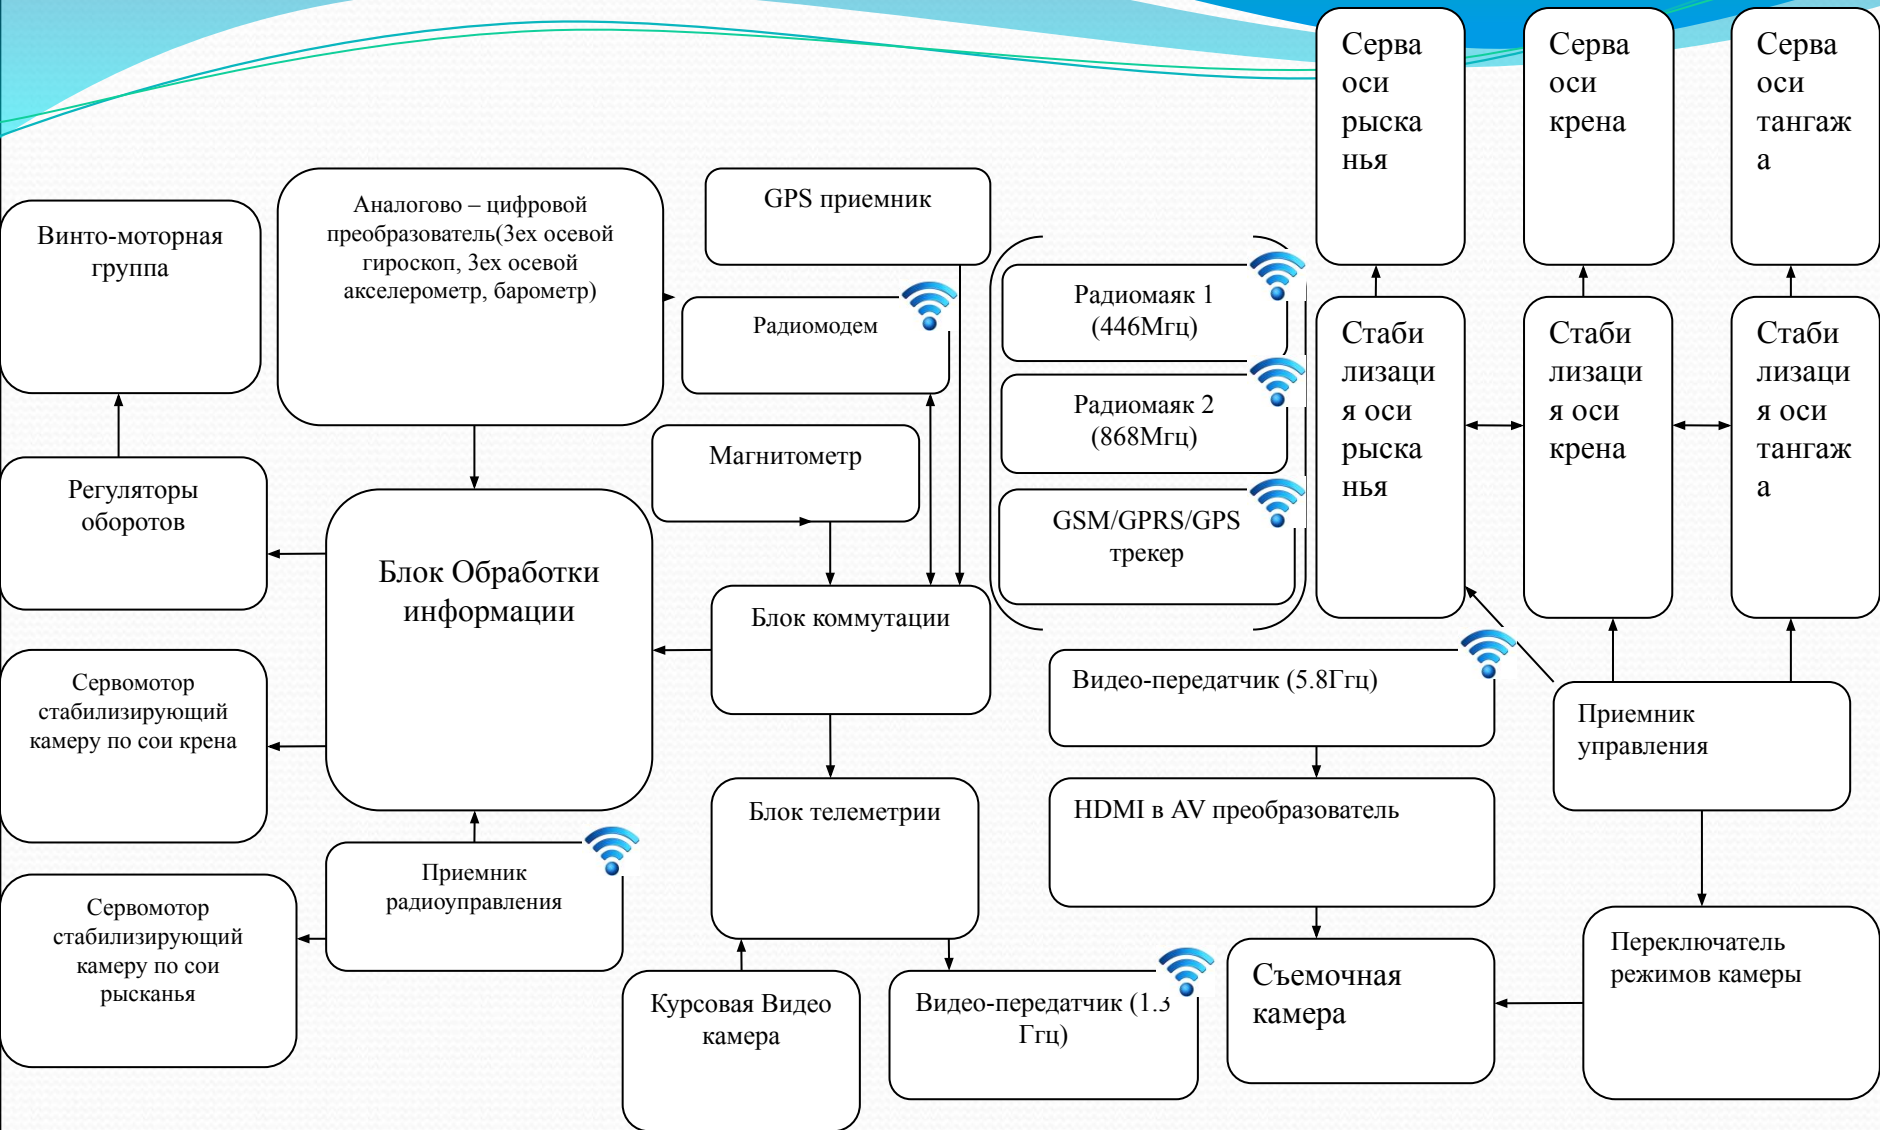 Серва
оси
рыска
нья
Серва
оси
крена
Серва
оси
тангаж
а
Винто-моторная
группа
Аналогово – цифровой
преобразователь(3ех осевой
гироскоп, 3ех осевой
акселерометр, барометр)
GPS приемник
Радиомодем
Радиомаяк 1
(446Мгц)
Радиомаяк 2
(868Мгц)
GSM/GPRS/GPS
трекер
Стаби
лизаци
я оси
рыска
нья
Стаби
лизаци
я оси
крена
Стаби
лизаци
я оси
тангаж
а
Магнитометр
Регуляторы
оборотов
Блок Обработки
информации
Блок коммутации
Сервомотор
стабилизирующий
камеру по сои крена
Видео-передатчик (5.8Ггц)
Приемник
управления
Блок телеметрии
HDMI в AV преобразователь
Приемник
радиоуправления
Сервомотор
стабилизирующий
камеру по сои
рысканья
Курсовая Видео
камера
Видео-передатчик (1.3
Ггц)
Съемочная
камера
Переключатель
режимов камеры